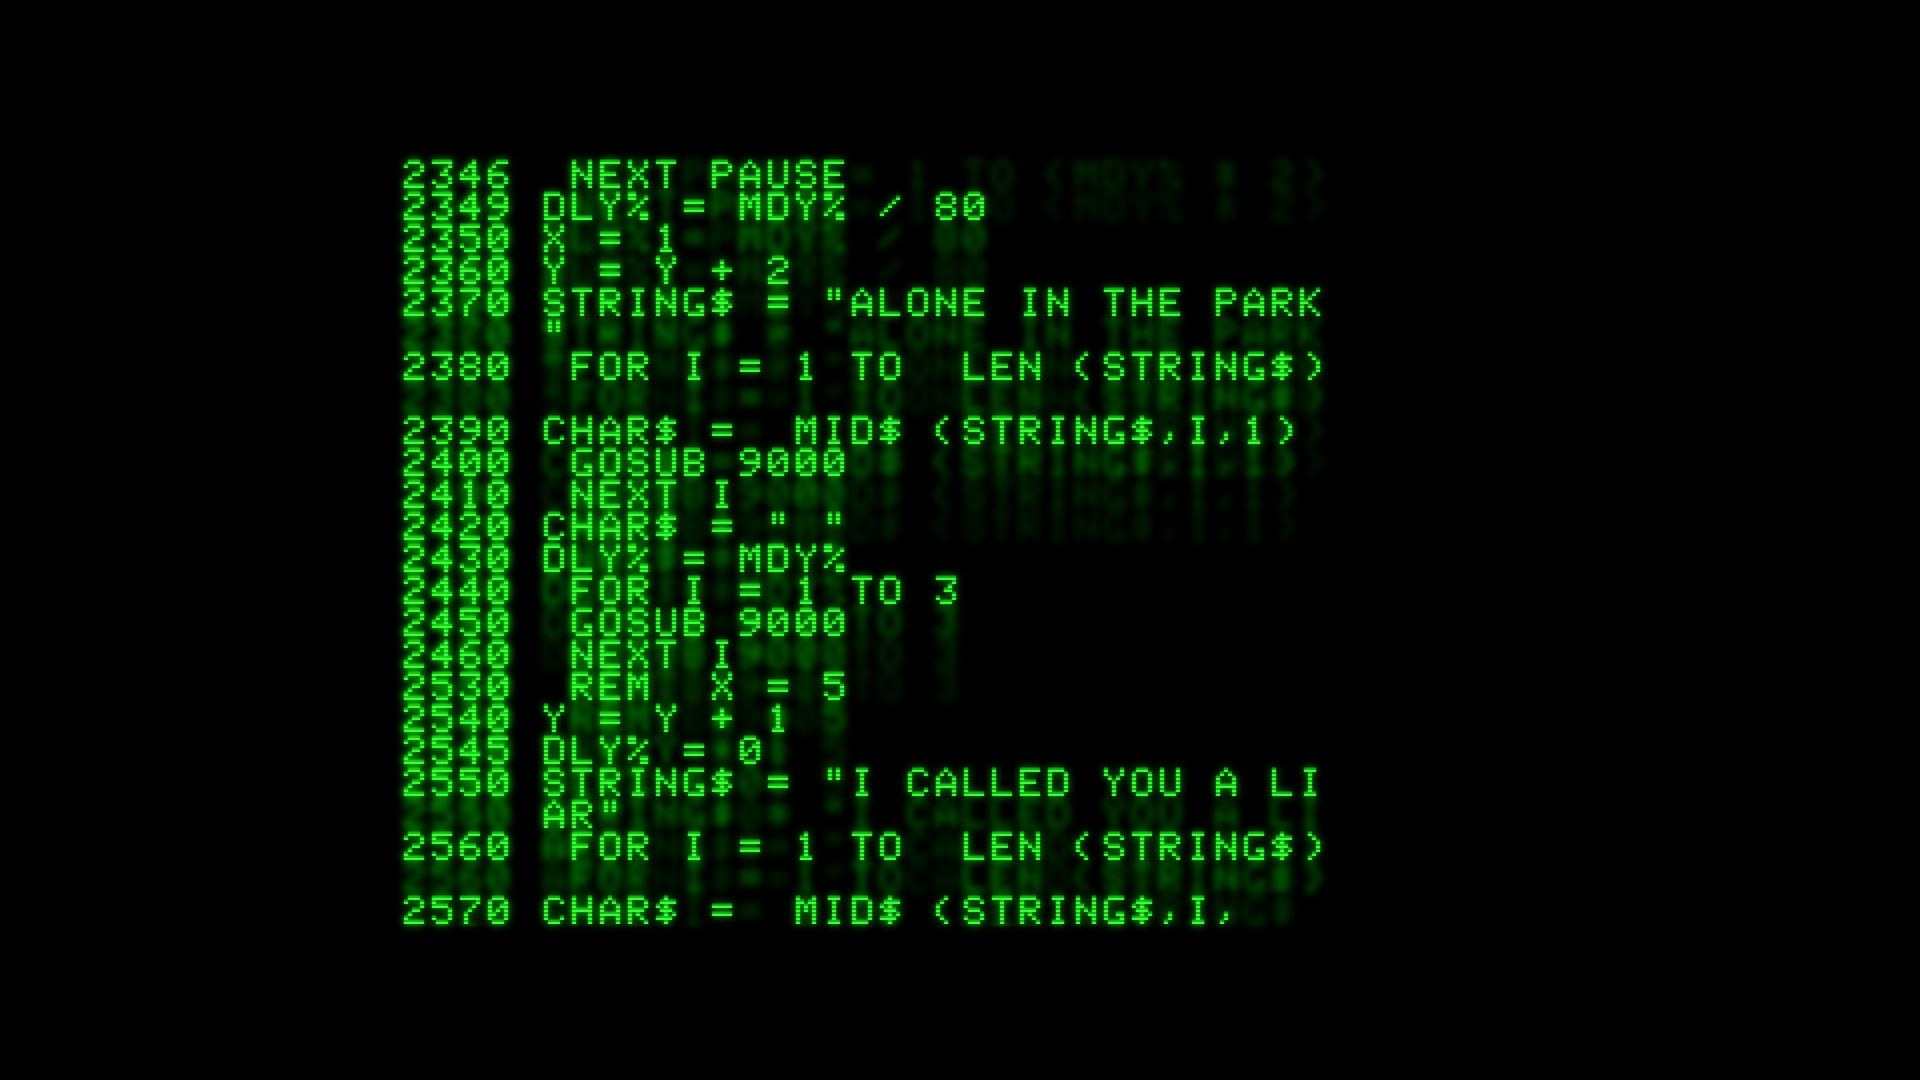 2346  NEXT PAUSE
2349 DLY% = MDY% / 80
2350 X = 1
2360 Y = Y + 2
2370 STRING$ = "ALONE IN THE PARK
"
2380  FOR I = 1 TO  LEN (STRING$)
2390 CHAR$ =  MID$ (STRING$,I,1)
2400  GOSUB 9000
2410  NEXT I
2420 CHAR$ = " "
2430 DLY% = MDY%
2440  FOR I = 1 TO 3
2450  GOSUB 9000
2460  NEXT I
2530  REM  X = 5
2540 Y = Y + 1
2545 DLY% = 0
2550 STRING$ = "I CALLED YOU A LI
AR"
2560  FOR I = 1 TO  LEN (STRING$)
2570 CHAR$ =  MID$ (STRING$,I,